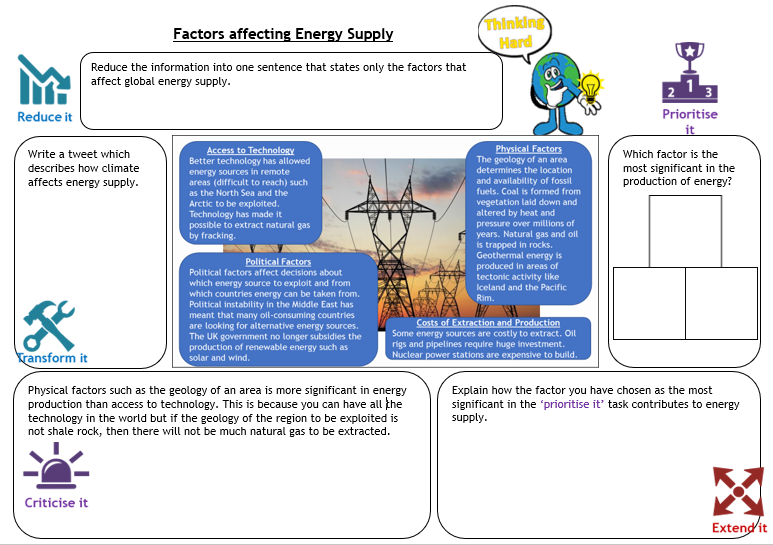 Factors affecting Energy Supply
Thinking
Hard
Reduce it
Reduce the information into one sentence that states only the factors that
affect global energy supply.
2 1 3
Prioritise
it
Write a tweet which
describes how climate
affects energy supply.
Transform it
Access to Technology
Better technology has allowed
energy sources in remote
areas (difficult to reach) such
as the North Sea and the
Arctic to be exploited.
Technology has made it
possible to extract natural gas
by fracking.
Physical Factors
The geology of an area
determines the location
and availability of fossil
fuels. Coal is formed from
vegetation laid down and
altered by heat and
pressure over millions of
years. Natural gas and oil
is trapped in rocks.
Geothermal energy is
produced in areas of
tectonic activity like
Iceland and the Pacific
Rim.
Political Factors
Political factors affect decisions about
which energy source to exploit and from
which countries energy can be taken from.
Political instability in the Middle East has
meant that many oil-consuming countries
are looking for alternative energy sources.
The UK government no longer subsidies the
production of renewable energy such as
solar and wind.
Costs of Extraction and Production
Some energy sources are costly to extract. Oil
rigs and pipelines require huge investment.
Nuclear power stations are expensive to build.
Which factor is the
most significant in the
production of energy?
Physical factors such as the geology of an area is more significant in energy
production than access to technology. This is because you can have all the
technology in the world but if the geology of the region to be exploited is
not shale rock, then there will not be much natural gas to be extracted.
Criticise it
Explain how the factor you have chosen as the most
significant in the ‘prioritise it’ task contributes to energy
supply.
Extend it